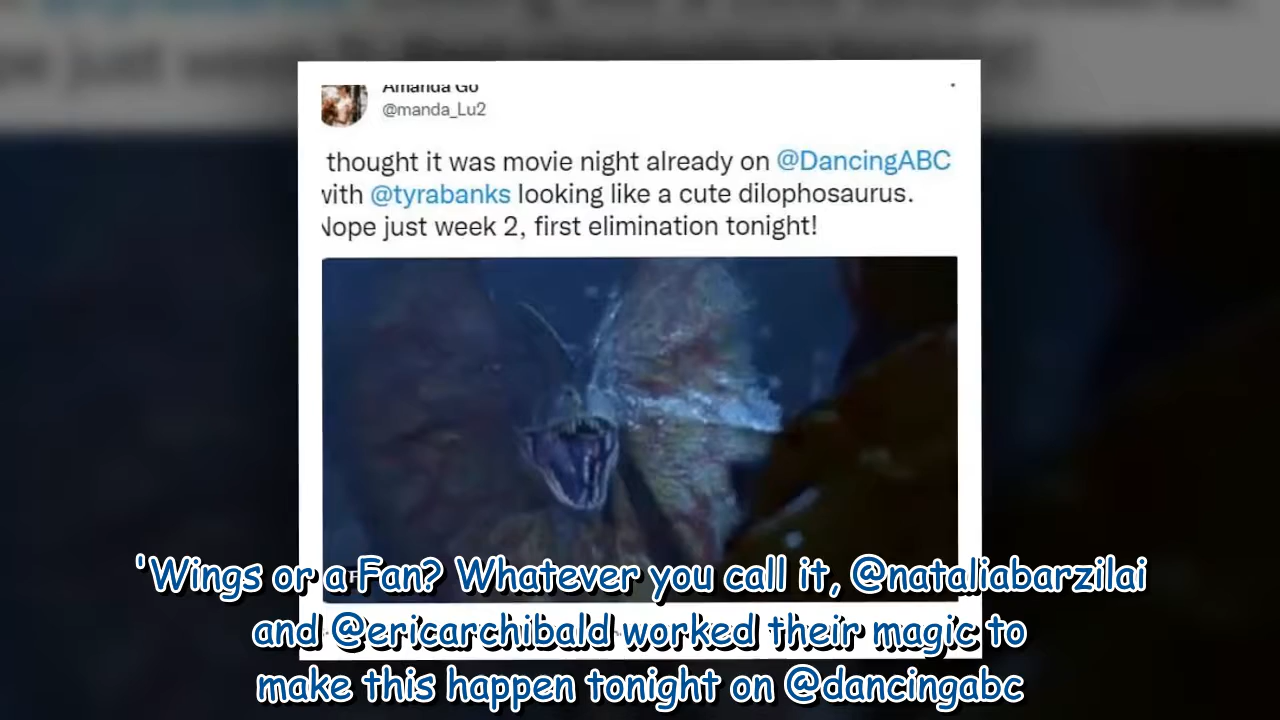 Amanda Go
@manda_Lu2
thought it was movie night already on @DancingABC
with @tyrabanks looking like a cute dilophosaurus.
Nope just week 2, first elimination tonight!
'Wings or a Fan? Whatever you call it, @nataliabarzilai
and @ericarchibald worked their magic to
make this happen tonight on @dancingabc